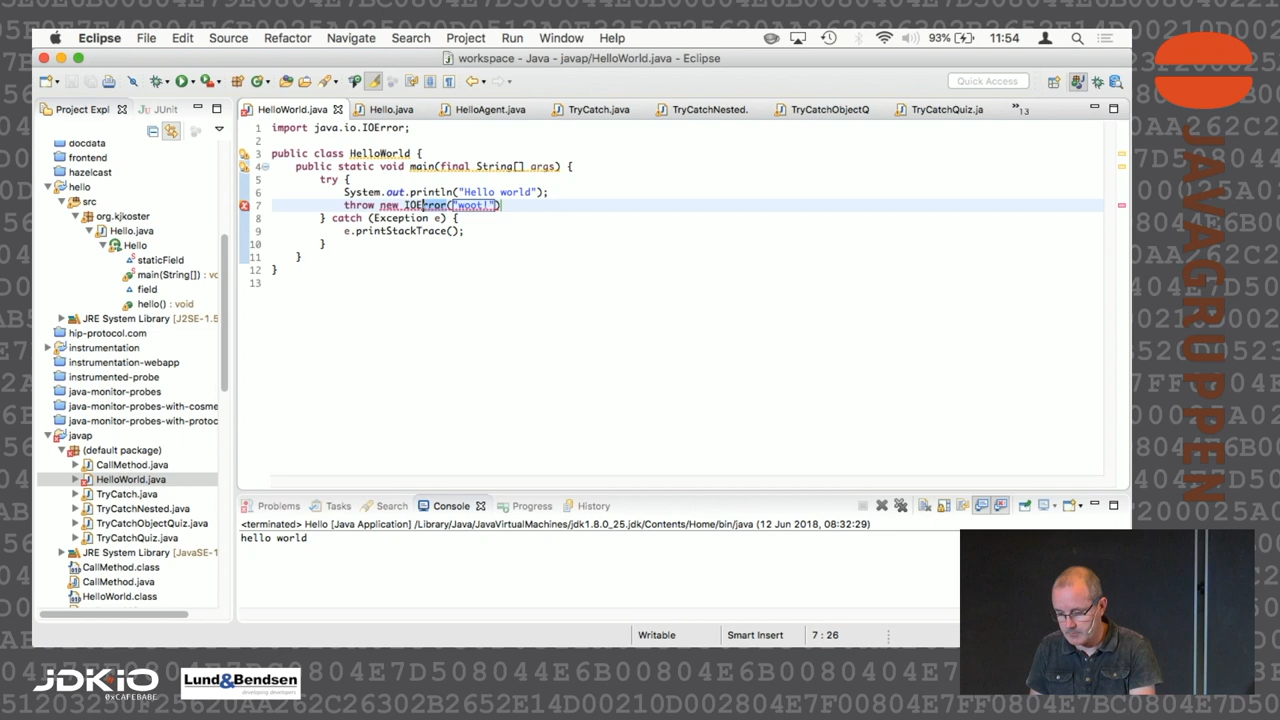 Eclipse File Edit Source Refactor Navigate Search Project Run Window Help 93% 11:54
workspace - Java - javap/HelloWorld.java - Eclipse
Quick Access
Project Expl JUnit
docdata
frontend
hazelcast
hello
src
org.kjkoster
Hello.java
Hello
staticField
main(String[]) : vo
field
hello() : void
JRE System Library [J2SE-1.5
hip-protocol.com
instrumentation
instrumentation-webapp
instrumented-probe
java-monitor-probes
java-monitor-probes-with-cosme
java-monitor-probes-with-protoc
javap
(default package)
CallMethod.java
HelloWorld.java
TryCatch.java
TryCatchNested.java
TryCatchObjectQuiz.java
TryCatchQuiz.java
JRE System Library [JavaSE-1
CallMethod.class
CallMethod.java
HelloWorld.class
HelloWorld.java Hello.java HelloAgent.java TryCatch.java TryCatchNested. TryCatchObjectQ TryCatchQuiz.ja »13
1 import java.io.IOError;
2
3 public class HelloWorld {
4 public static void main(final String[] args) {
5 try {
6 System.out.println("Hello world");
7 throw new IOError("woot!")
8 } catch (Exception e) {
9 e.printStackTrace();
10 }
11 }
12 }
13
Problems Tasks Search Console Progress History
<terminated> Hello [Java Application] /Library/Java/JavaVirtualMachines/jdk1.8.0_25.jdk/Contents/Home/bin/java (12 Jun 2018, 08:32:29)
hello world
Writable Smart Insert 7 : 26
JAVAGRUPPEN
JDKIO
0xCAFEBABE
Lund&Bendsen
developing developers